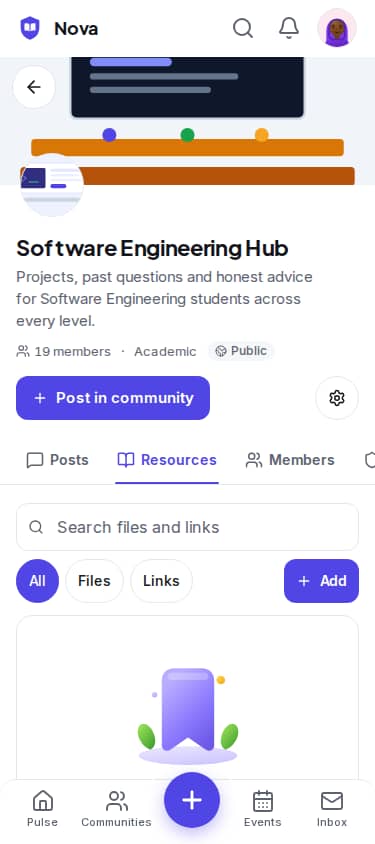 Nova
Software Engineering Hub
Projects, past questions and honest advice
for Software Engineering students across
every level.
19 members · Academic Public
Post in community
Posts Resources Members
Search files and links
All Files Links Add
Pulse Communities Events Inbox